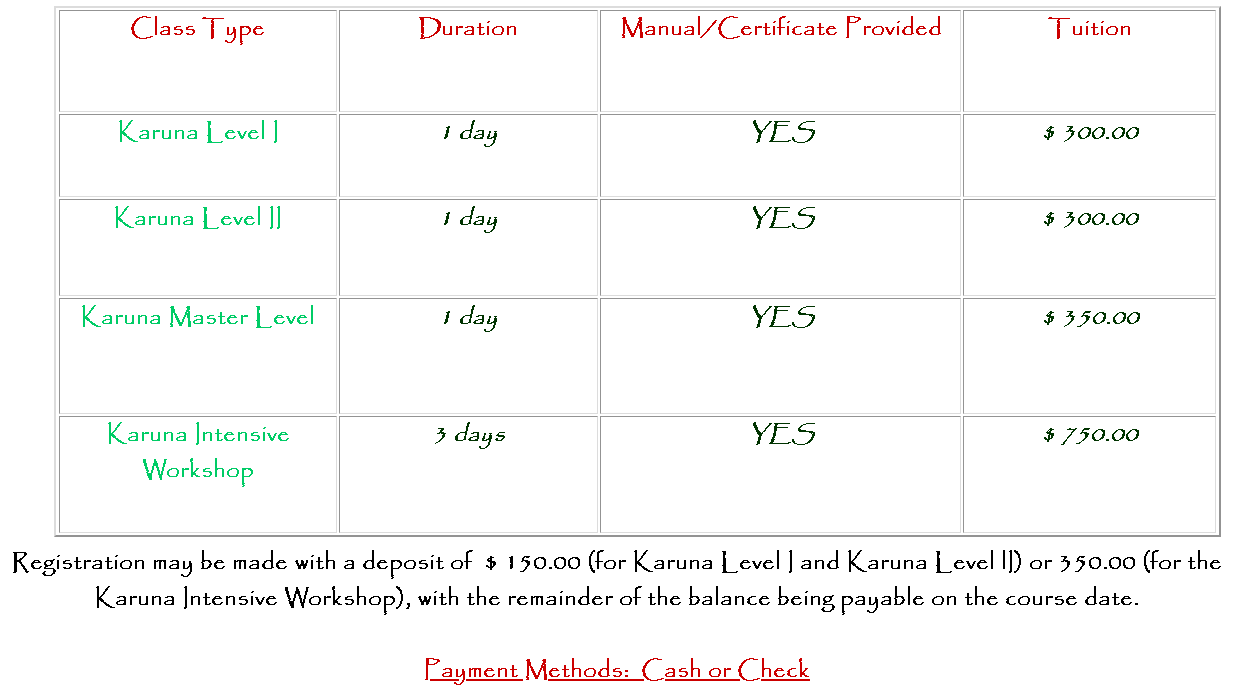 Class Type Duration Manual/Certificate Provided Tuition
Karuna Level I 1 day YES $ 300.00
Karuna Level II 1 day YES $ 300.00
Karuna Master Level 1 day YES $ 350.00
Karuna Intensive 3 days YES $ 750.00
Workshop
Registration may be made with a deposit of $ 150.00 (for Karuna Level I and Karuna Level II) or 350.00 (for the
Karuna Intensive Workshop), with the remainder of the balance being payable on the course date.
Payment Methods: Cash or Check